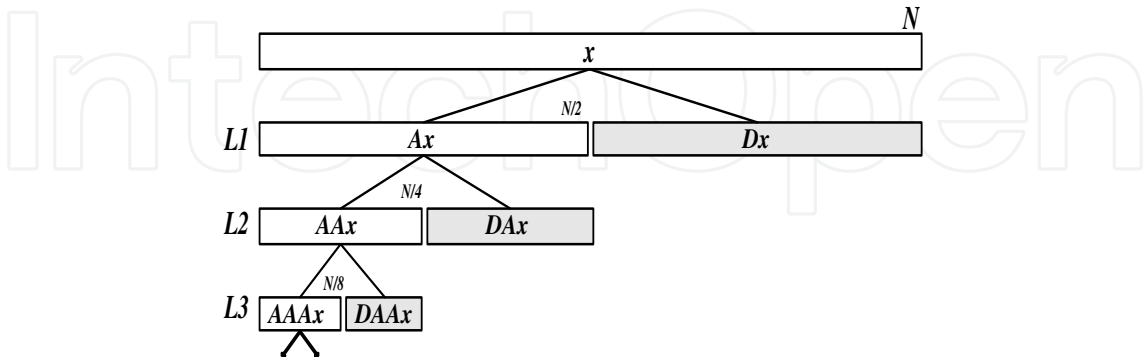 IntechOpen
N
x
N/2
L1 Ax Dx
N/4
L2 AAx DAx
N/8
L3 AAAx DAAx